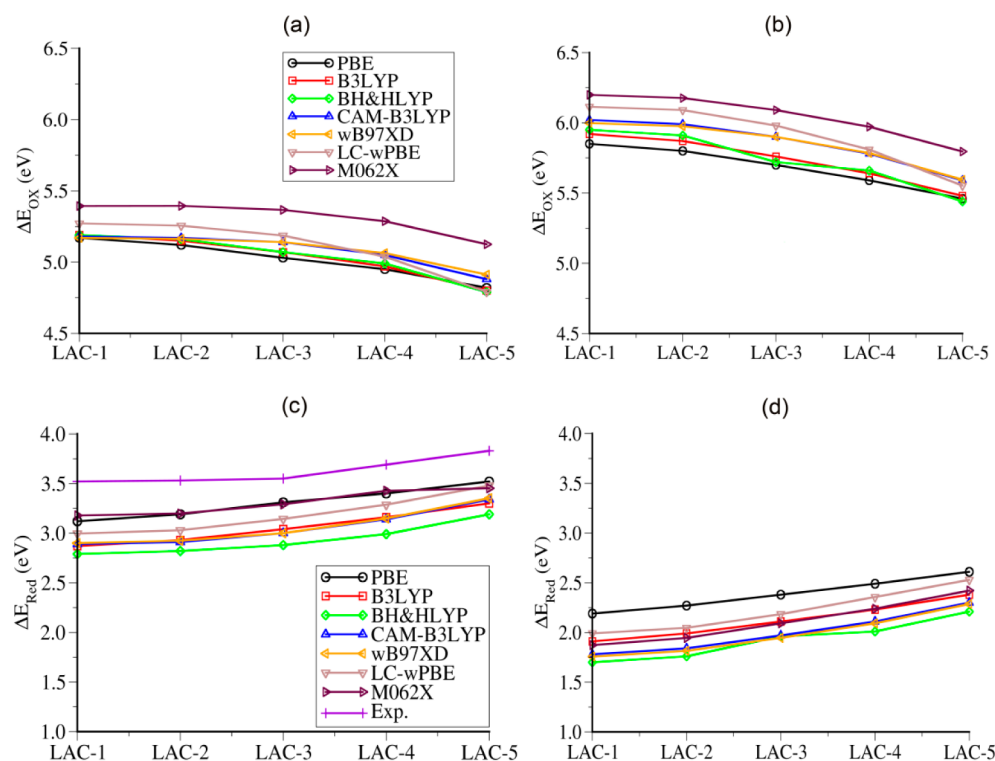 (a)
6.5
6.0
5.5
5.0
4.5
ΔE_OX (eV)
PBE
B3LYP
BH&HLYP
CAM-B3LYP
wB97XD
LC-wPBE
M062X
LAC-1 LAC-2 LAC-3 LAC-4 LAC-5
(b)
6.5
6.0
5.5
5.0
4.5
ΔE_OX (eV)
LAC-1 LAC-2 LAC-3 LAC-4 LAC-5
(c)
4.0
3.5
3.0
2.5
2.0
1.5
1.0
ΔE_Red (eV)
PBE
B3LYP
BH&HLYP
CAM-B3LYP
wB97XD
LC-wPBE
M062X
Exp.
LAC-1 LAC-2 LAC-3 LAC-4 LAC-5
(d)
4.0
3.5
3.0
2.5
2.0
1.5
1.0
ΔE_Red (eV)
LAC-1 LAC-2 LAC-3 LAC-4 LAC-5